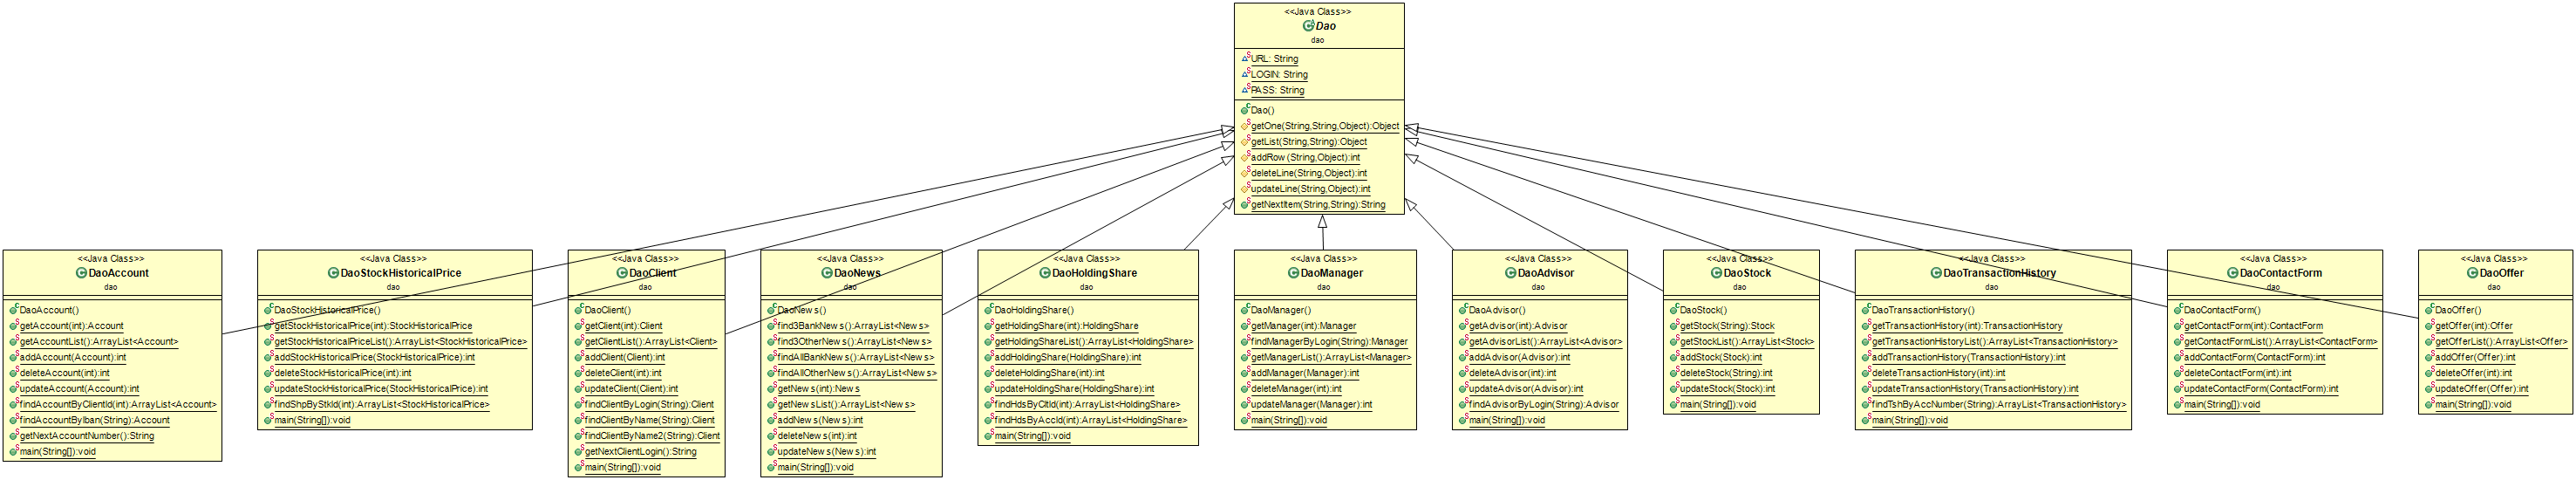 <<Java Class>>
Dao
dao
URL: String
LOGIN: String
PASS: String
Dao()
getOne(String,String,Object):Object
getList(String,String):Object
addRow(String,Object):int
deleteLine(String,Object):int
updateLine(String,Object):int
getNextItem(String,String):String
<<Java Class>>
DaoAccount
dao
DaoAccount()
getAccount(int):Account
getAccountList():ArrayList<Account>
addAccount(Account):int
deleteAccount(int):int
updateAccount(Account):int
findAccountByClientId(int):ArrayList<Account>
findAccountByIban(String):Account
getNextAccountNumber():String
main(String[]):void
<<Java Class>>
DaoStockHistoricalPrice
dao
DaoStockHistoricalPrice()
getStockHistoricalPrice(int):StockHistoricalPrice
getStockHistoricalPriceList():ArrayList<StockHistoricalPrice>
addStockHistoricalPrice(StockHistoricalPrice):int
deleteStockHistoricalPrice(int):int
updateStockHistoricalPrice(StockHistoricalPrice):int
findShpByStkId(int):ArrayList<StockHistoricalPrice>
main(String[]):void
<<Java Class>>
DaoClient
dao
DaoClient()
getClient(int):Client
getClientList():ArrayList<Client>
addClient(Client):int
deleteClient(int):int
updateClient(Client):int
findClientByLogin(String):Client
findClientByName(String):Client
findClientByName2(String):Client
getNextClientLogin():String
main(String[]):void
<<Java Class>>
DaoNews
dao
DaoNews()
find3BankNews():ArrayList<News>
find3OtherNews():ArrayList<News>
findAllBankNews():ArrayList<News>
findAllOtherNews():ArrayList<News>
getNews(int):News
getNewsList():ArrayList<News>
addNews(News):int
deleteNews(int):int
updateNews(News):int
main(String[]):void
<<Java Class>>
DaoHoldingShare
dao
DaoHoldingShare()
getHoldingShare(int):HoldingShare
getHoldingShareList():ArrayList<HoldingShare>
addHoldingShare(HoldingShare):int
deleteHoldingShare(int):int
updateHoldingShare(HoldingShare):int
findHdsByCltId(int):ArrayList<HoldingShare>
findHdsByAccId(int):ArrayList<HoldingShare>
main(String[]):void
<<Java Class>>
DaoManager
dao
DaoManager()
getManager(int):Manager
findManagerByLogin(String):Manager
getManagerList():ArrayList<Manager>
addManager(Manager):int
deleteManager(int):int
updateManager(Manager):int
main(String[]):void
<<Java Class>>
DaoAdvisor
dao
DaoAdvisor()
getAdvisor(int):Advisor
getAdvisorList():ArrayList<Advisor>
addAdvisor(Advisor):int
deleteAdvisor(int):int
updateAdvisor(Advisor):int
findAdvisorByLogin(String):Advisor
main(String[]):void
<<Java Class>>
DaoStock
dao
DaoStock()
getStock(String):Stock
getStockList():ArrayList<Stock>
addStock(Stock):int
deleteStock(String):int
updateStock(Stock):int
main(String[]):void
<<Java Class>>
DaoTransactionHistory
dao
DaoTransactionHistory()
getTransactionHistory(int):TransactionHistory
getTransactionHistoryList():ArrayList<TransactionHistory>
addTransactionHistory(TransactionHistory):int
deleteTransactionHistory(int):int
updateTransactionHistory(TransactionHistory):int
findTshByAccNumber(String):ArrayList<TransactionHistory>
main(String[]):void
<<Java Class>>
DaoContactForm
dao
DaoContactForm()
getContactForm(int):ContactForm
getContactFormList():ArrayList<ContactForm>
addContactForm(ContactForm):int
deleteContactForm(int):int
updateContactForm(ContactForm):int
main(String[]):void
<<Java Class>>
DaoOffer
dao
DaoOffer()
getOffer(int):Offer
getOfferList():ArrayList<Offer>
addOffer(Offer):int
deleteOffer(int):int
updateOffer(Offer):int
main(String[]):void